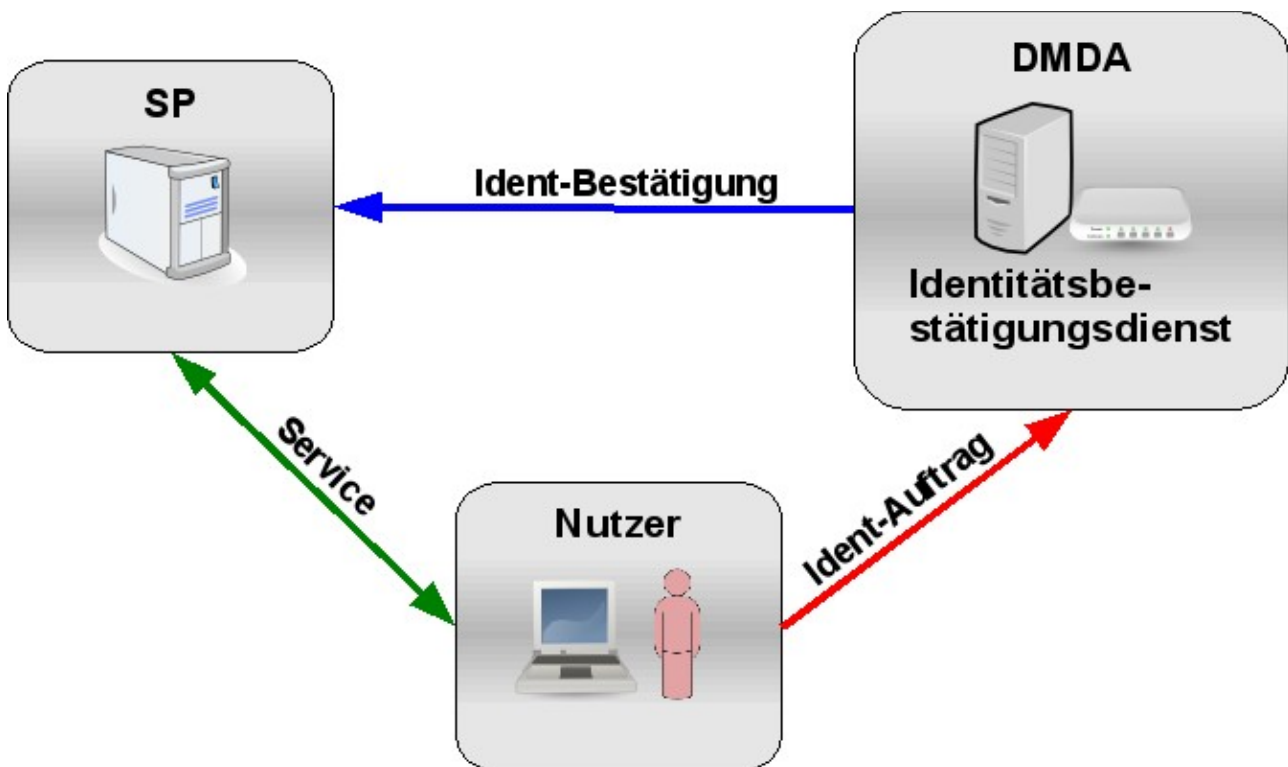 SP
DMDA
Ident-Bestätigung
Identitätsbe-
stätigungsdienst
Service
Ident-Auftrag
Nutzer